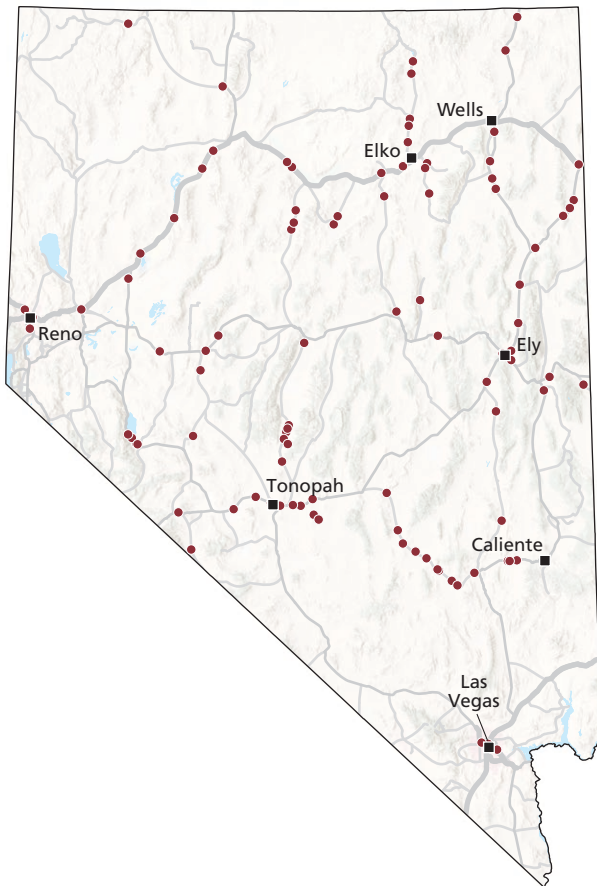 Wells
Elko
Reno
Ely
Tonopah
Caliente
Las
Vegas